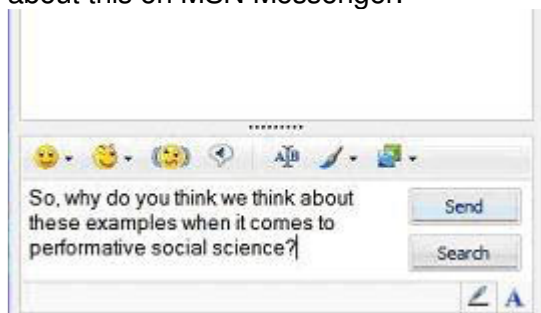 about this on MSN Messenger.
So, why do you think we think about
these examples when it comes to
performative social science?
Send
Search
A